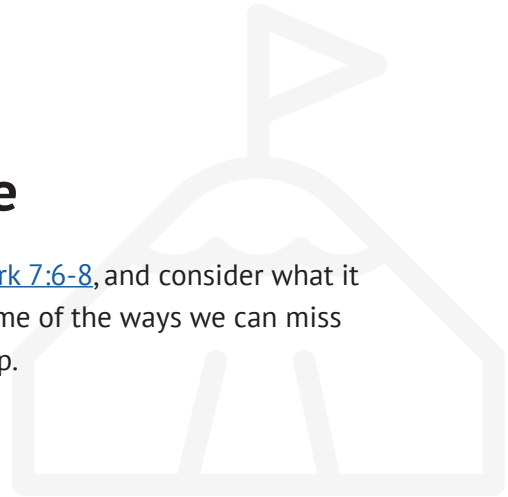 e
rk 7:6-8, and consider what it
me of the ways we can miss
p.